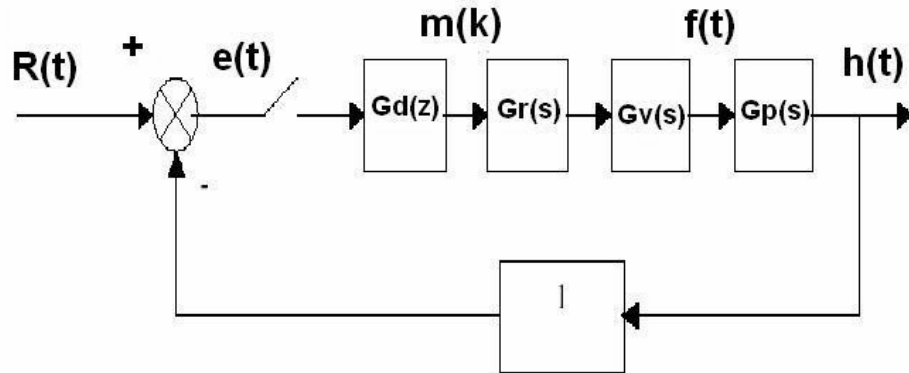 m(k)
f(t)
+
R(t)
e(t)
h(t)
Gd(z)
Gr(s)
Gv(s)
Gp(s)
-
1